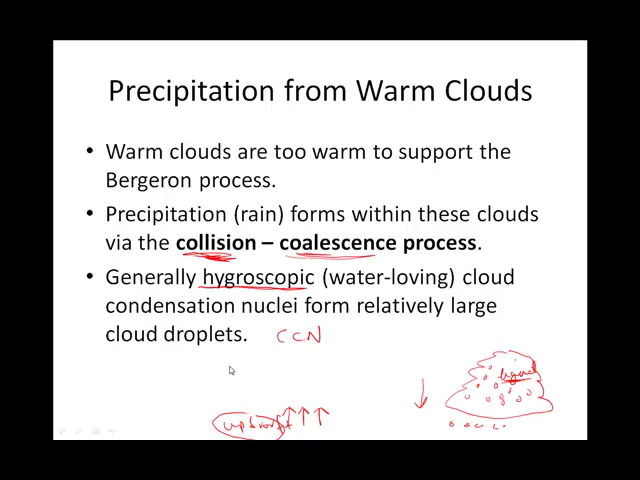 Precipitation from Warm Clouds
• Warm clouds are too warm to support the
Bergeron process.
• Precipitation (rain) forms within these clouds
via the collision – coalescence process.
• Generally hygroscopic (water-loving) cloud
condensation nuclei form relatively large
cloud droplets. CCN
liquid
updraft